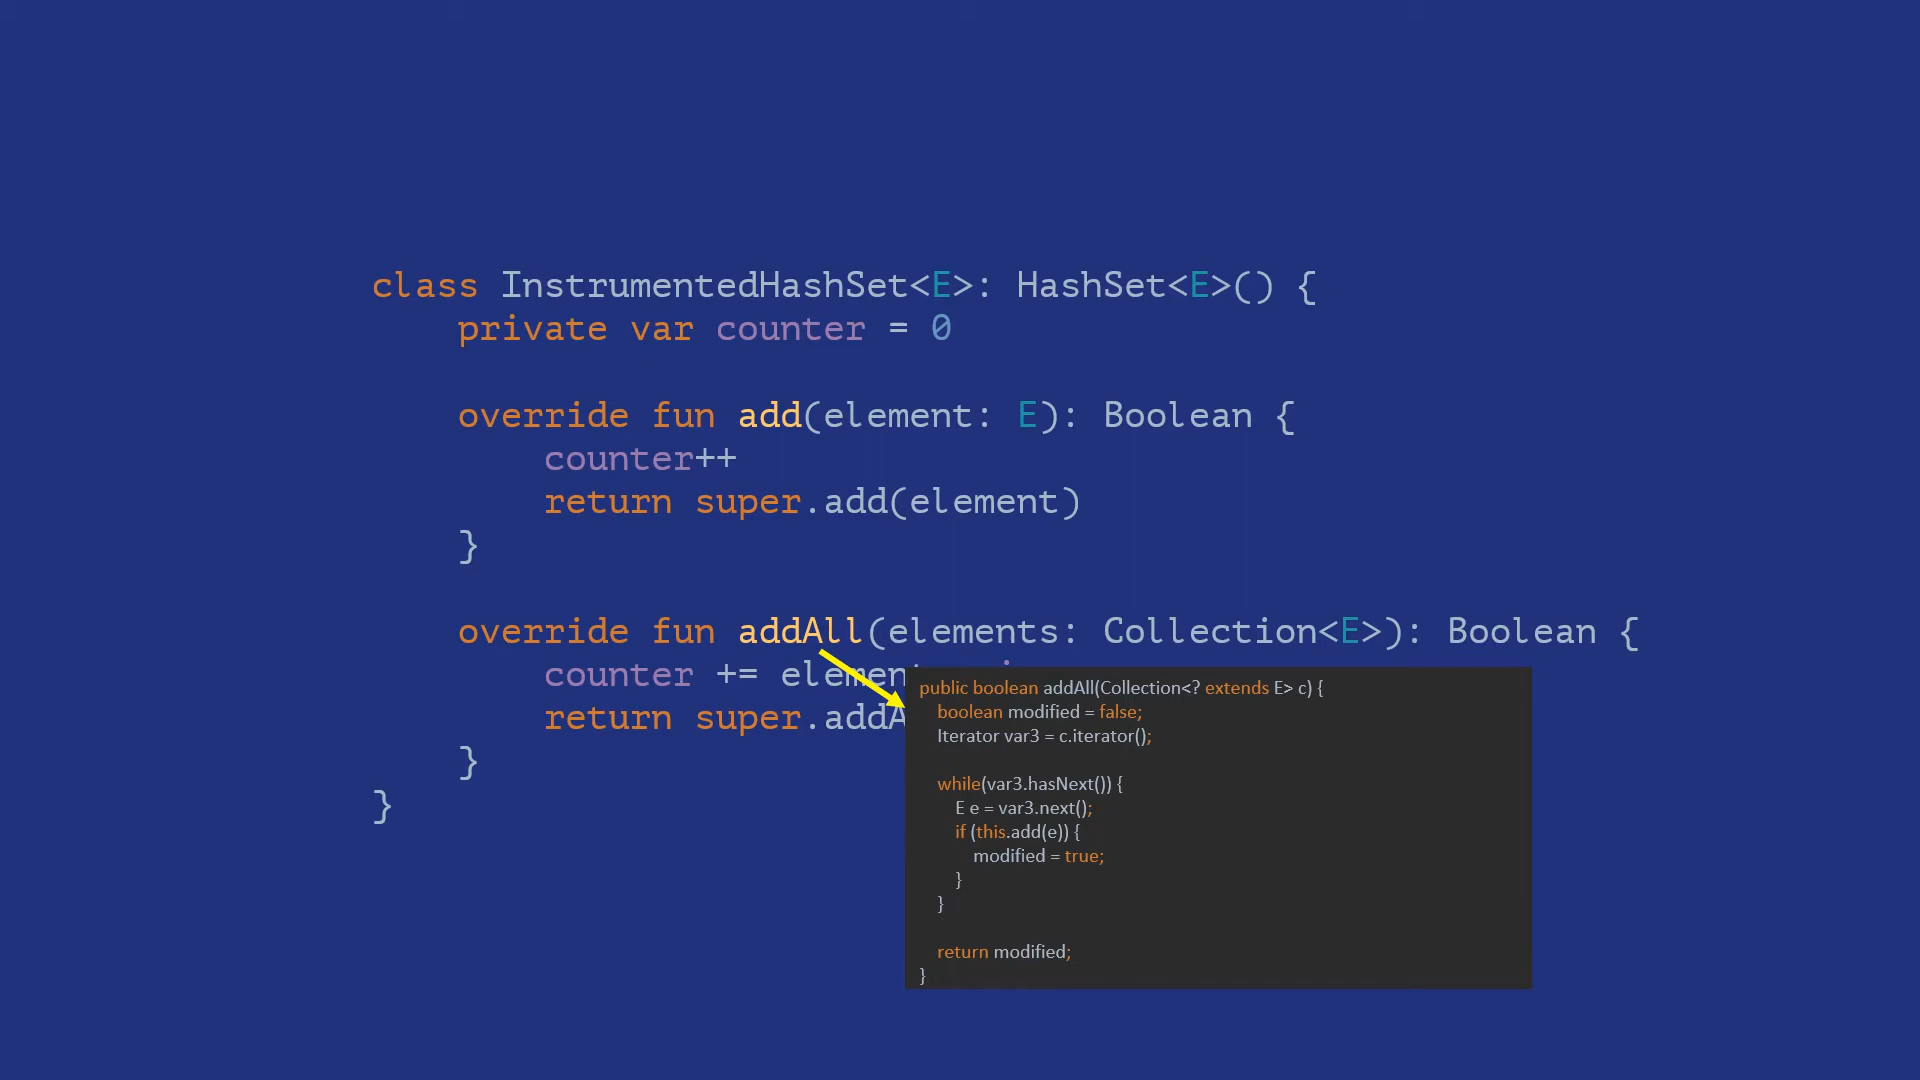 class InstrumentedHashSet<E>: HashSet<E>() {
private var counter = 0
override fun add(element: E): Boolean {
counter++
return super.add(element)
}
override fun addAll(elements: Collection<E>): Boolean {
counter +=
return super.
}
}
public boolean addAll(Collection<? extends E> c) {
boolean modified = false;
Iterator var3 = c.iterator();
while(var3.hasNext()) {
E e = var3.next();
if (this.add(e)) {
modified = true;
}
}
return modified;
}